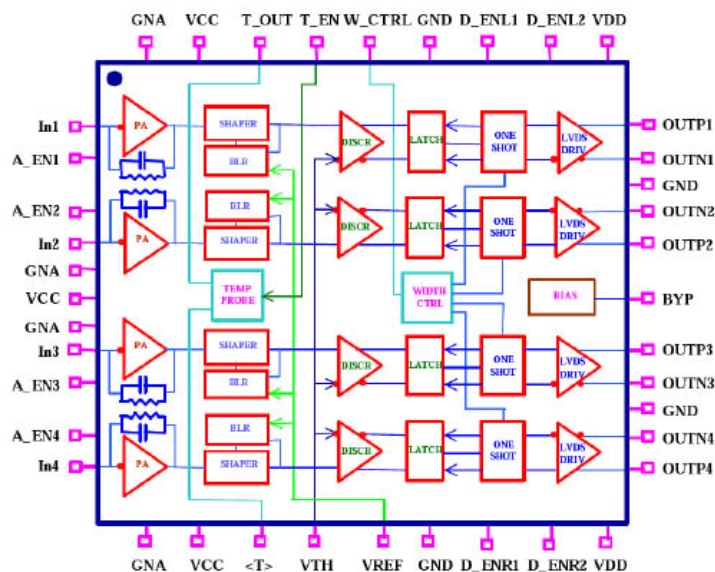 GNA VCC T_OUT T_EN W_CTRL GND D_ENL1 D_ENL2 VDD
In1 PA SHAPER DISCR LATCH ONE SHOT LVDS DRIV OUTP1
A_EN1 BLR OUTN1
GND
A_EN2 BLR OUTN2
In2 PA SHAPER DISCR LATCH ONE SHOT LVDS DRIV OUTP2
GNA
VCC TEMP PROBE WIDTH CTRL BIAS BYP
GNA
In3 PA SHAPER DISCR LATCH ONE SHOT LVDS DRIV OUTP3
A_EN3 BLR OUTN3
GND
A_EN4 BLR OUTN4
In4 PA SHAPER DISCR LATCH ONE SHOT LVDS DRIV OUTP4
GNA VCC <T> VTH VREF GND D_ENR1 D_ENR2 VDD